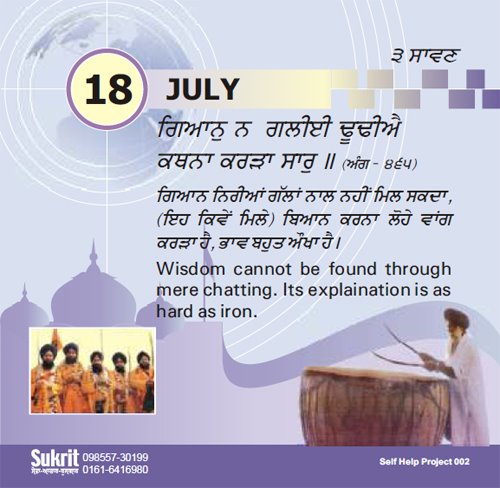 ੩ ਸਾਵਣ
18 JULY
ਗਿਆਨੁ ਨ ਗਲੀਈ ਢੂਢੀਐ
ਕਥਨਾ ਕਰੜਾ ਸਾਰੁ ॥ (ਅੰਗ - ੪੬੫)
ਗਿਆਨ ਨਿਰੀਆਂ ਗੱਲਾਂ ਨਾਲ ਨਹੀਂ ਮਿਲ ਸਕਦਾ,
(ਇਹ ਕਿਵੇਂ ਮਿਲੇ) ਬਿਆਨ ਕਰਨਾ ਲੋਹੇ ਵਾਂਗ
ਕਰੜਾ ਹੈ, ਭਾਵ ਬਹੁਤ ਔਖਾ ਹੈ।
Wisdom cannot be found through
mere chatting. Its explaination is as
hard as iron.
Sukrit 098557-30199
0161-6416980
Self Help Project 002